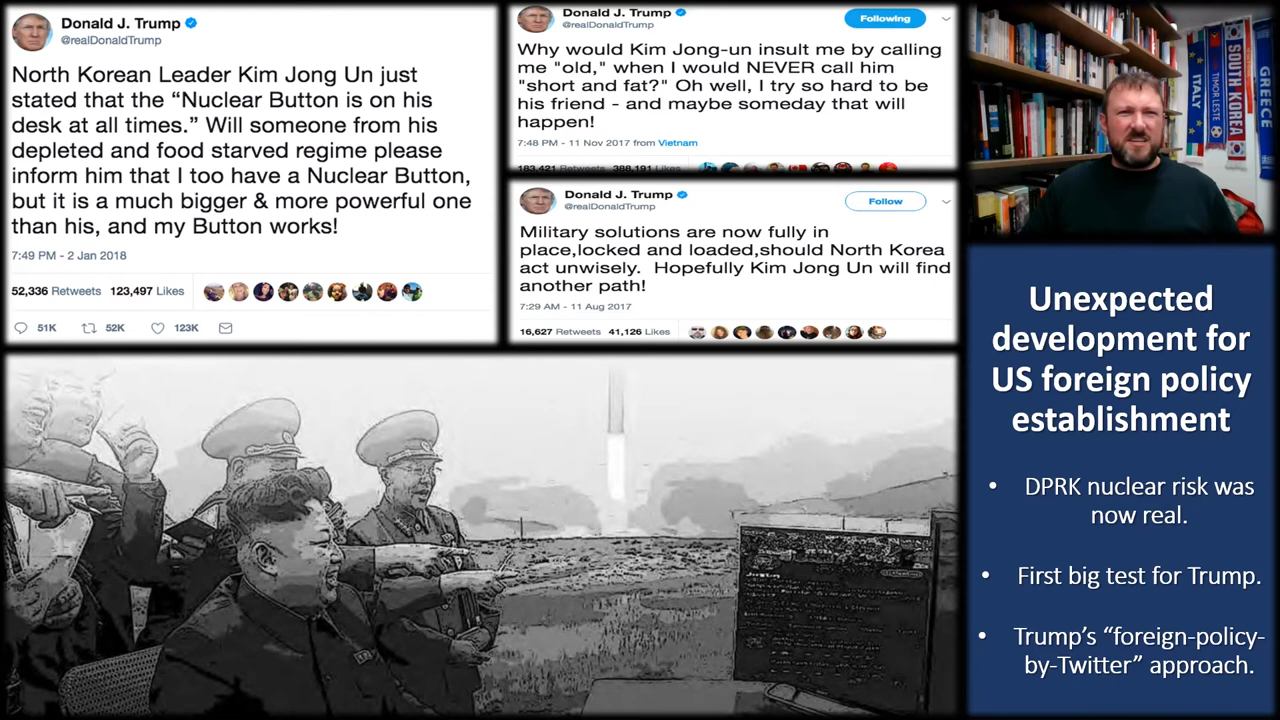 Donald J. Trump
@realDonaldTrump
North Korean Leader Kim Jong Un just
stated that the “Nuclear Button is on his
desk at all times.” Will someone from his
depleted and food starved regime please
inform him that I too have a Nuclear Button,
but it is a much bigger & more powerful one
than his, and my Button works!
7:49 PM - 2 Jan 2018
52,336 Retweets 123,497 Likes
51K 52K 123K
Donald J. Trump
@realDonaldTrump
Following
Why would Kim Jong-un insult me by calling
me "old," when I would NEVER call him
"short and fat?" Oh well, I try so hard to be
his friend - and maybe someday that will
happen!
7:48 PM - 11 Nov 2017 from Vietnam
183,421 Retweets 388,191 Likes
Donald J. Trump
@realDonaldTrump
Follow
Military solutions are now fully in
place,locked and loaded,should North Korea
act unwisely. Hopefully Kim Jong Un will find
another path!
7:29 AM - 11 Aug 2017
16,627 Retweets 41,126 Likes
ITALY
TIMOR LESTE
SOUTH KOREA
GREECE
Unexpected
development for
US foreign policy
establishment
• DPRK nuclear risk was
now real.
• First big test for Trump.
• Trump’s “foreign-policy-
by-Twitter” approach.